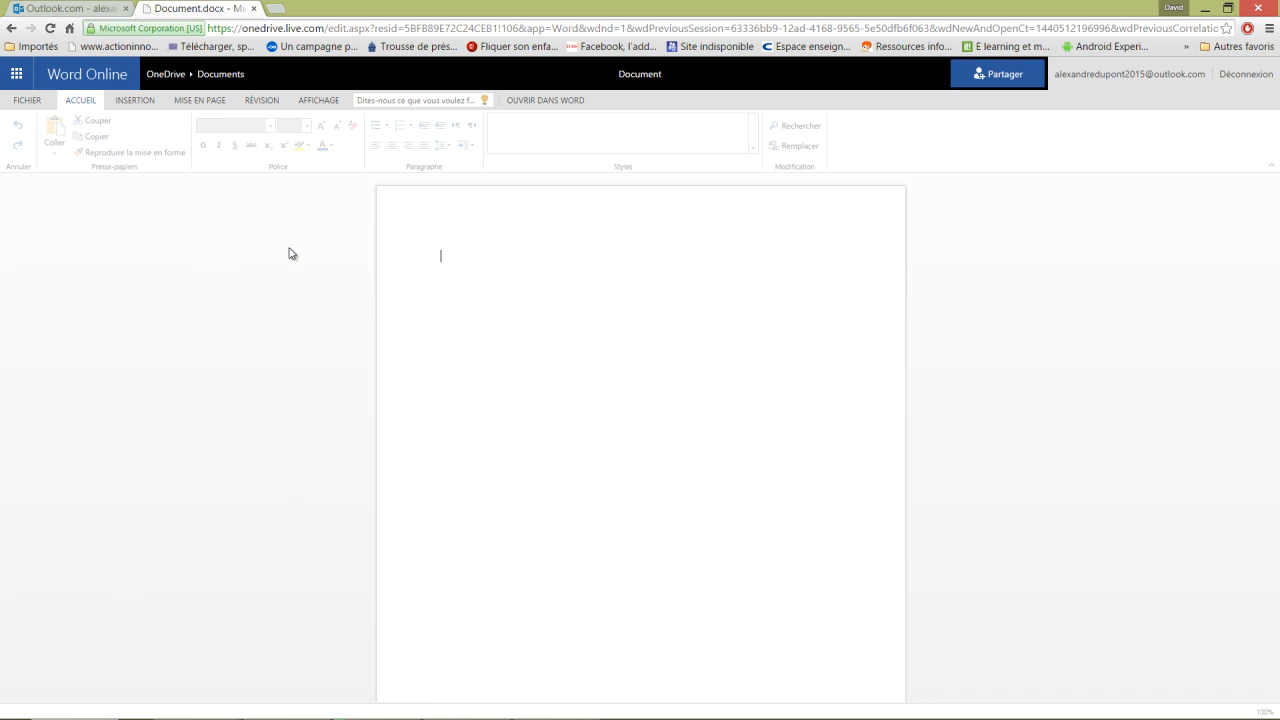 Outlook.com - alexan
Document.docx - Mi
David
Microsoft Corporation [US]
https://onedrive.live.com/edit.aspx?resid=5BFB89E72C24CEB1!106&app=Word&wdnd=1&wdPreviousSession=63336bb9-12ad-4168-9565-5e50dfb6f063&wdNewAndOpenCt=1440512196996&wdPreviousCorrelatio
Importés www.actioninno... Télécharger, sp... Un campagne p... Trousse de prés... Fliquer son enfa... Facebook, l'add... Site indisponible Espace enseign... Ressources info... E learning et m... Android Experi... » Autres favoris
Word Online OneDrive Documents Document Partager alexandredupont2015@outlook.com Déconnexion
FICHIER ACCUEIL INSERTION MISE EN PAGE RÉVISION AFFICHAGE Dites-nous ce que vous voulez f... OUVRIR DANS WORD
Coller
Couper
Copier
Reproduire la mise en forme
G I S abc x₂ x² A
Rechercher
Remplacer
Annuler Presse-papiers Police Paragraphe Styles Modification
100%